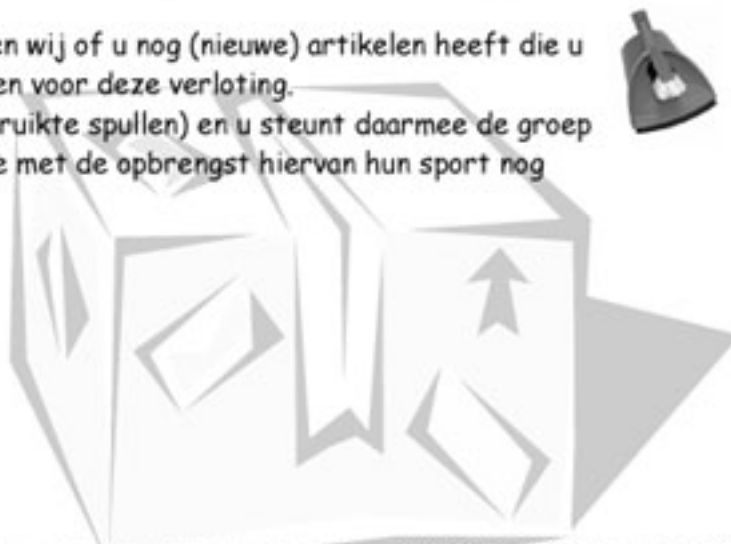 en wij of u nog (nieuwe) artikelen heeft die u
en voor deze verloting.
ruikte spullen) en u steunt daarmee de groep
e met de opbrengst hiervan hun sport nog